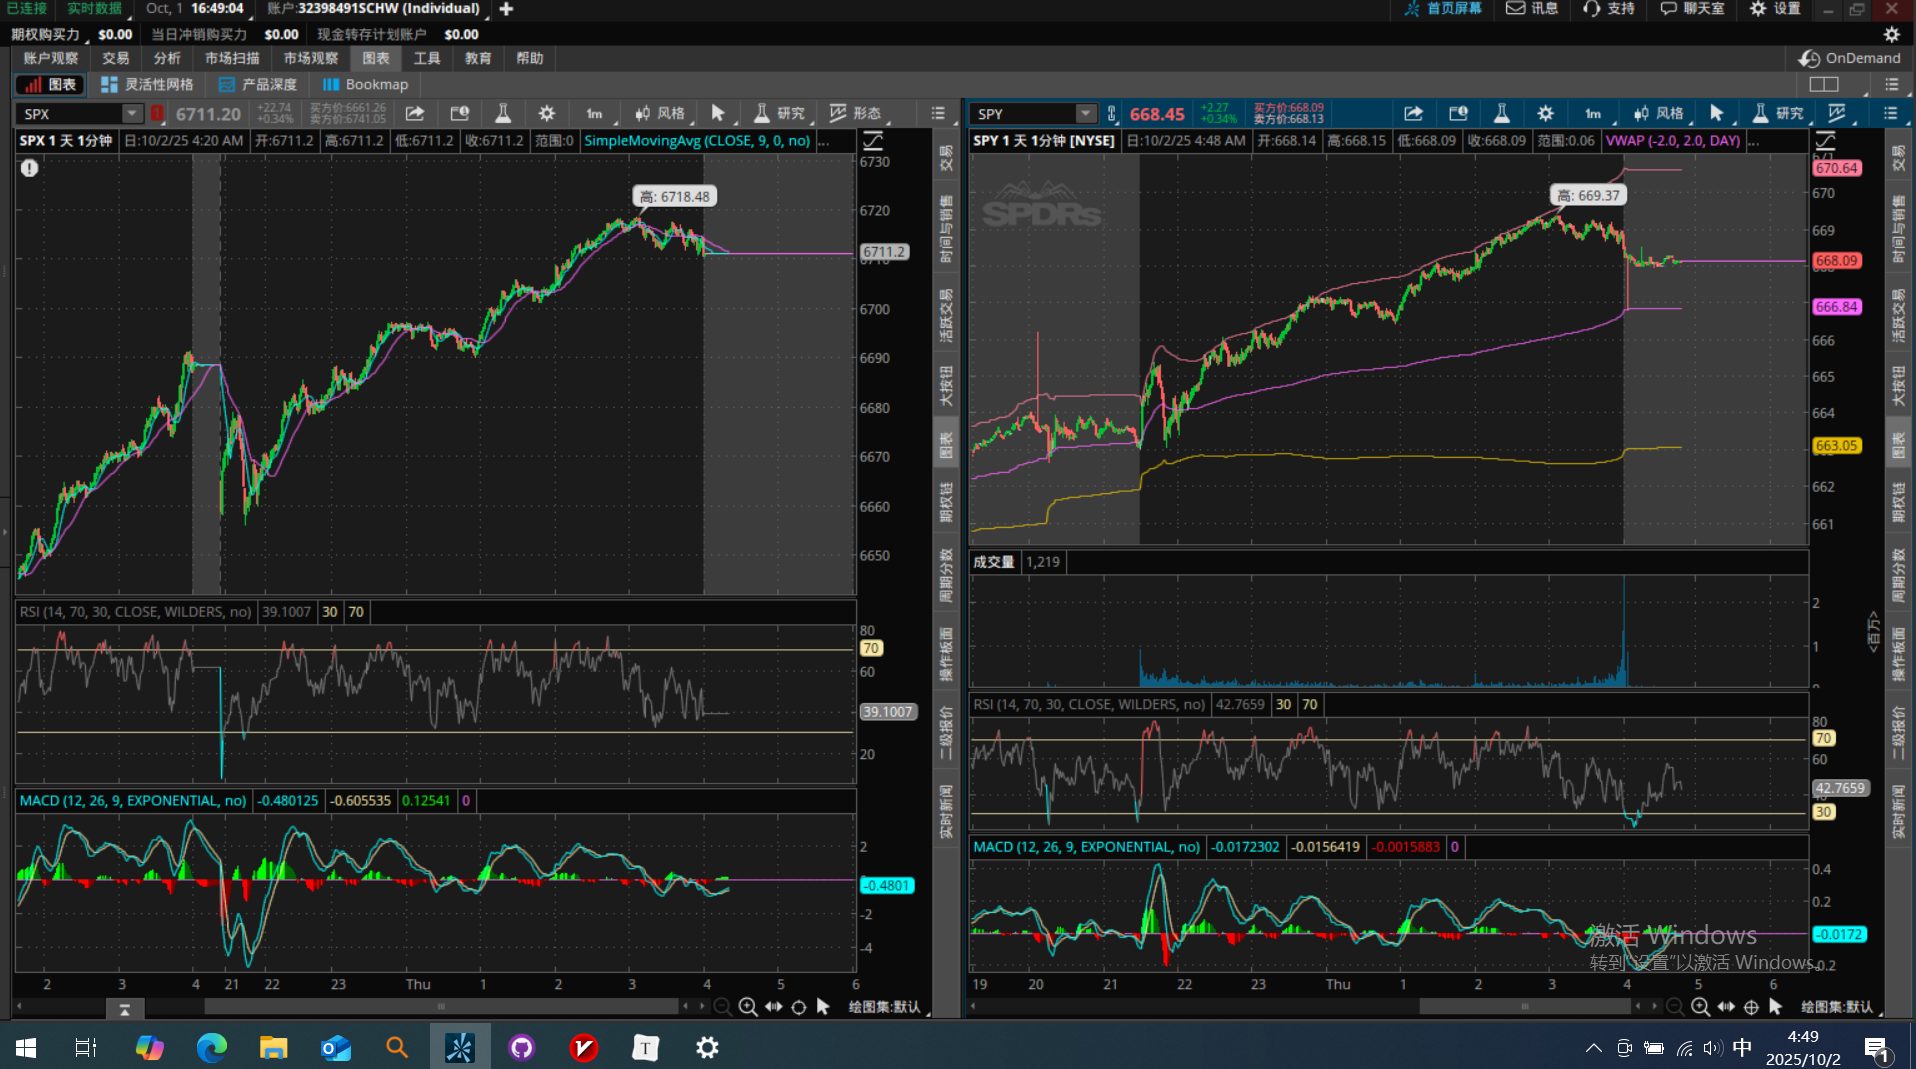 已连接 实时数据 Oct, 1 16:49:04 账户:32398491SCHW (Individual) 首页屏幕 讯息 支持 聊天室 设置
期权购买力 $0.00 当日冲销购买力 $0.00 现金转存计划账户 $0.00
账户观察 交易 分析 市场扫描 市场观察 图表 工具 教育 帮助 OnDemand
图表 灵活性网格 产品深度 Bookmap
SPX 1 6711.20 +22.74 +0.34% 买方价:6661.26 卖方价:6741.05 1m 风格 研究 形态
SPX 1 天 1分钟 日:10/2/25 4:20 AM 开:6711.2 高:6711.2 低:6711.2 收:6711.2 范围:0 SimpleMovingAvg (CLOSE, 9, 0, no) ...
高: 6718.48
6730
6720
6711.2
6710
6700
6690
6680
6670
6660
6650
RSI (14, 70, 30, CLOSE, WILDERS, no) 39.1007 30 70
80
70
60
39.1007
20
MACD (12, 26, 9, EXPONENTIAL, no) -0.480125 -0.605535 0.12541 0
2
-0.4801
-2
-4
2 3 4 21 22 23 Thu 1 2 3 4 5 6
绘图集:默认
交易
时间与销售
活跃交易
大按钮
图表
期权链
周期分数
操作板面
二级报价
实时新闻
SPY 668.45 +2.27 +0.34% 买方价:668.09 卖方价:668.13 1m 风格 研究
SPY 1 天 1分钟 [NYSE] 日:10/2/25 4:48 AM 开:668.14 高:668.15 低:668.09 收:668.09 范围:0.06 VWAP (-2.0, 2.0, DAY) ...
SPDRs
高: 669.37
671
670.64
670
669
668.09
668
666.84
666
665
664
663.05
662
661
成交量 1,219
2
1
0
<百万>
RSI (14, 70, 30, CLOSE, WILDERS, no) 42.7659 30 70
80
70
60
42.7659
30
MACD (12, 26, 9, EXPONENTIAL, no) -0.0172302 -0.0156419 -0.0015883 0
0.4
0.2
-0.0172
-0.2
19 20 21 22 23 Thu 1 2 3 4 5 6
绘图集:默认
交易
时间与销售
活跃交易
大按钮
图表
期权链
周期分数
操作板面
二级报价
实时新闻
激活 Windows
转到"设置"以激活 Windows。
T
中
4:49
2025/10/2
1